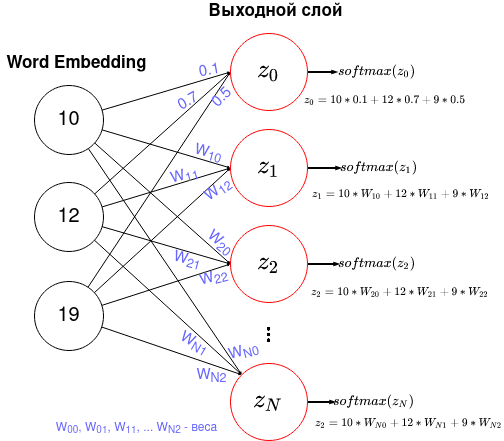 Выходной слой
Word Embedding
10
12
19
0.1
0.7
0.5
W10
W11
W12
W20
W21
W22
WN0
WN1
WN2
z0
softmax(z0)
z0 = 10 * 0.1 + 12 * 0.7 + 9 * 0.5
z1
softmax(z1)
z1 = 10 * W10 + 12 * W11 + 9 * W12
z2
softmax(z2)
z2 = 10 * W20 + 12 * W21 + 9 * W22
zN
softmax(zN)
z2 = 10 * WN0 + 12 * WN1 + 9 * WN2
W00, W01, W11, ... WN2 - веса